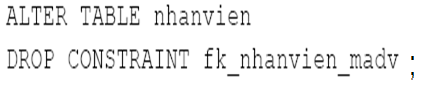 ALTER TABLE nhanvien
DROP CONSTRAINT fk_nhanvien_madv ;